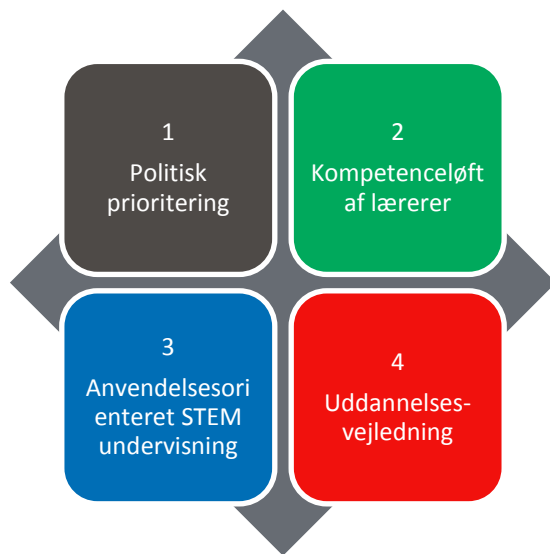 1
Politisk
prioritering
2
Kompetenceløft
af lærerer
3
Anvendelsesori
enteret STEM
undervisning
4
Uddannelses-
vejledning